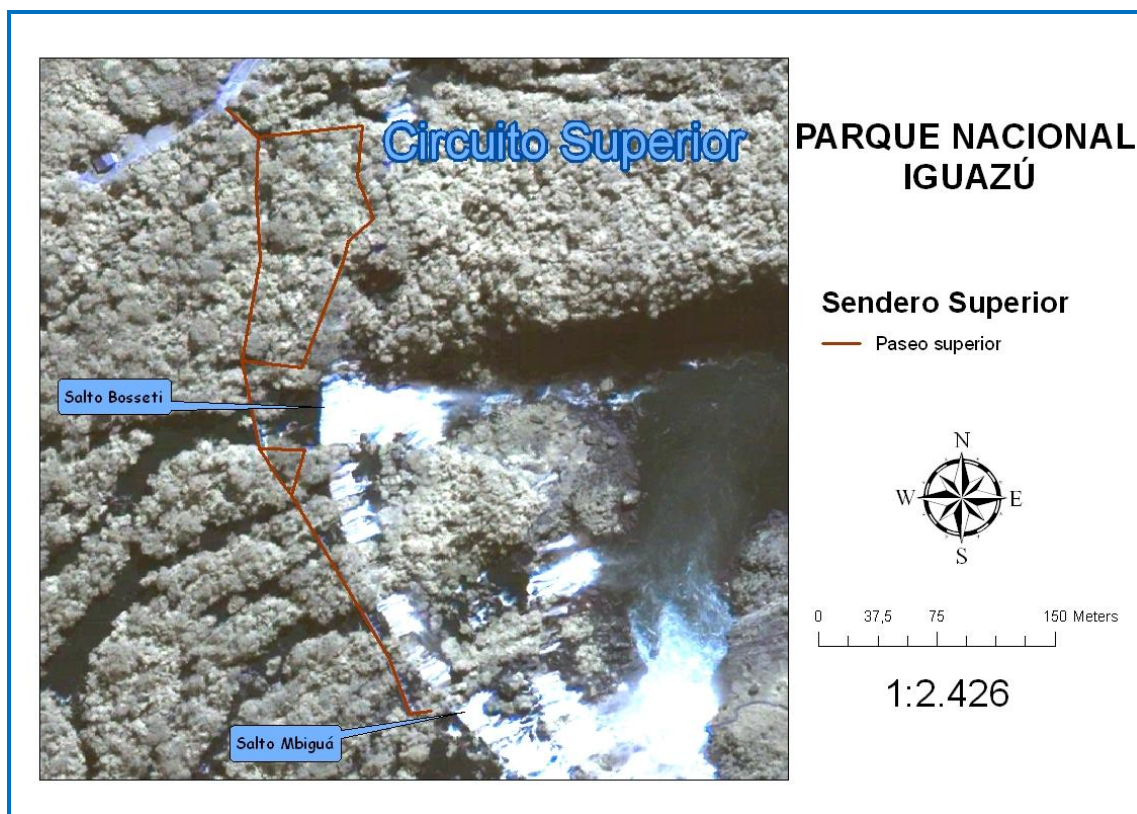 Circuito Superior
Salto Bosseti
Salto Mbiguá
PARQUE NACIONAL
IGUAZÚ
Sendero Superior
Paseo superior
N
W
E
S
0 37,5 75 150 Meters
1:2.426